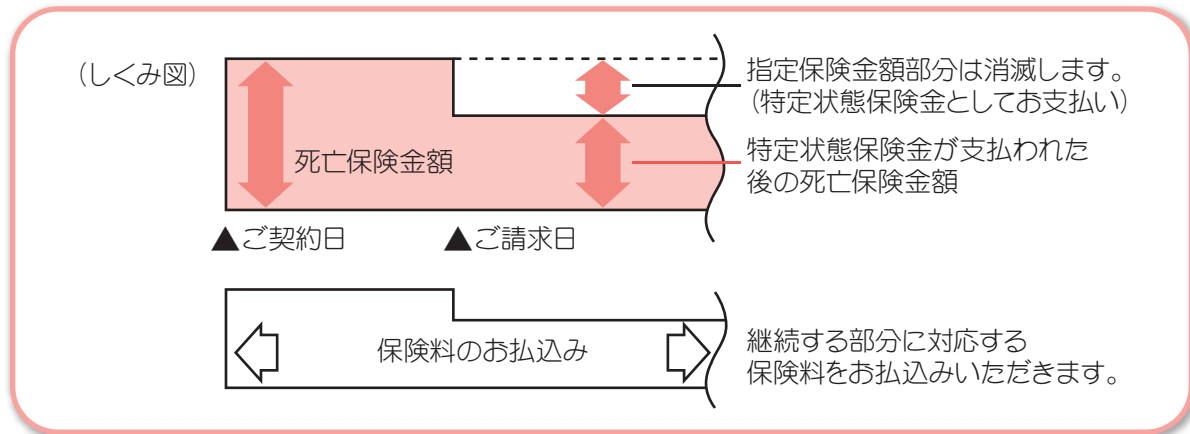 (しくみ図)
指定保険金額部分は消滅します。
(特定状態保険金としてお支払い)
死亡保険金額
特定状態保険金が支払われた
後の死亡保険金額
▲ご契約日
▲ご請求日
保険料のお払込み
継続する部分に対応する
保険料をお払込みいただきます。